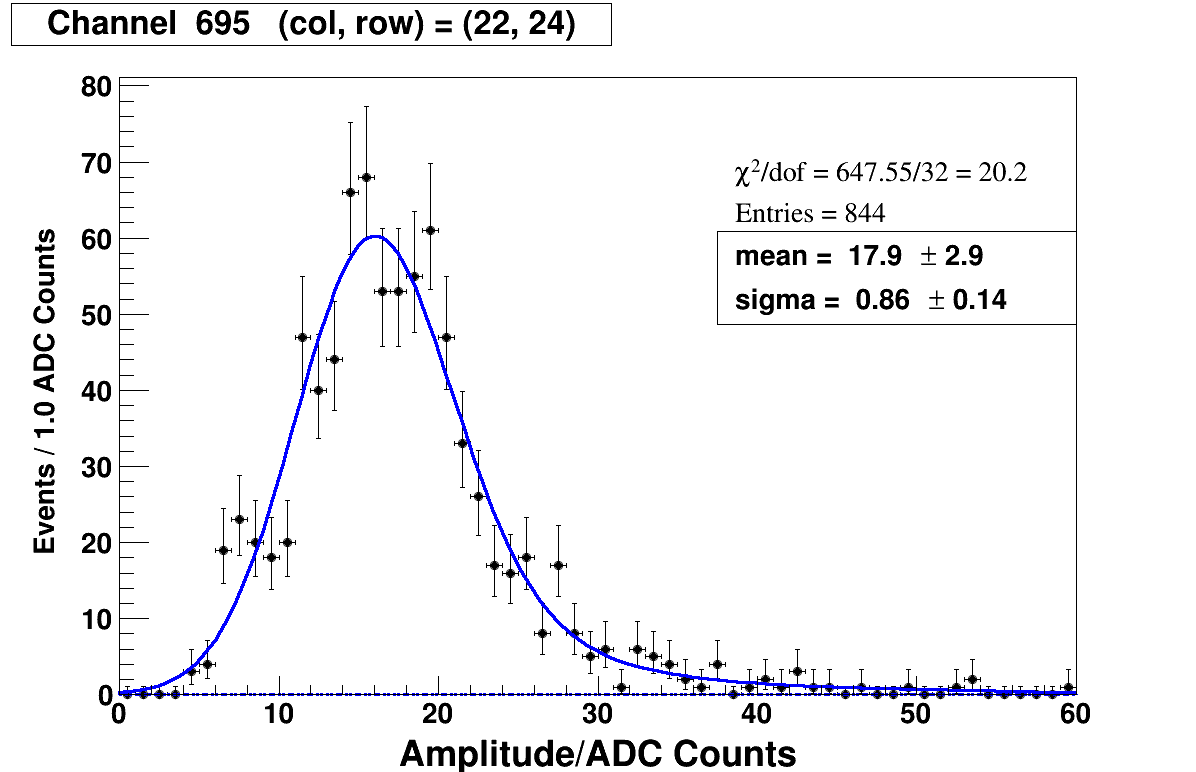 Channel 695 (col, row) = (22, 24)
80
70
60
50
40
30
20
10
0
Events / 1.0 ADC Counts
χ²/dof = 647.55/32 = 20.2
Entries = 844
mean = 17.9 ± 2.9
sigma = 0.86 ± 0.14
0 10 20 30 40 50 60
Amplitude/ADC Counts